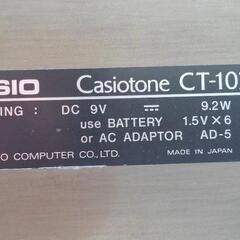 SIO Casiotone CT-10
ING : DC 9V ⎓ 9.2W
use BATTERY 1.5V × 6
or AC ADAPTOR AD-5
O COMPUTER CO., LTD. MADE IN JAPAN